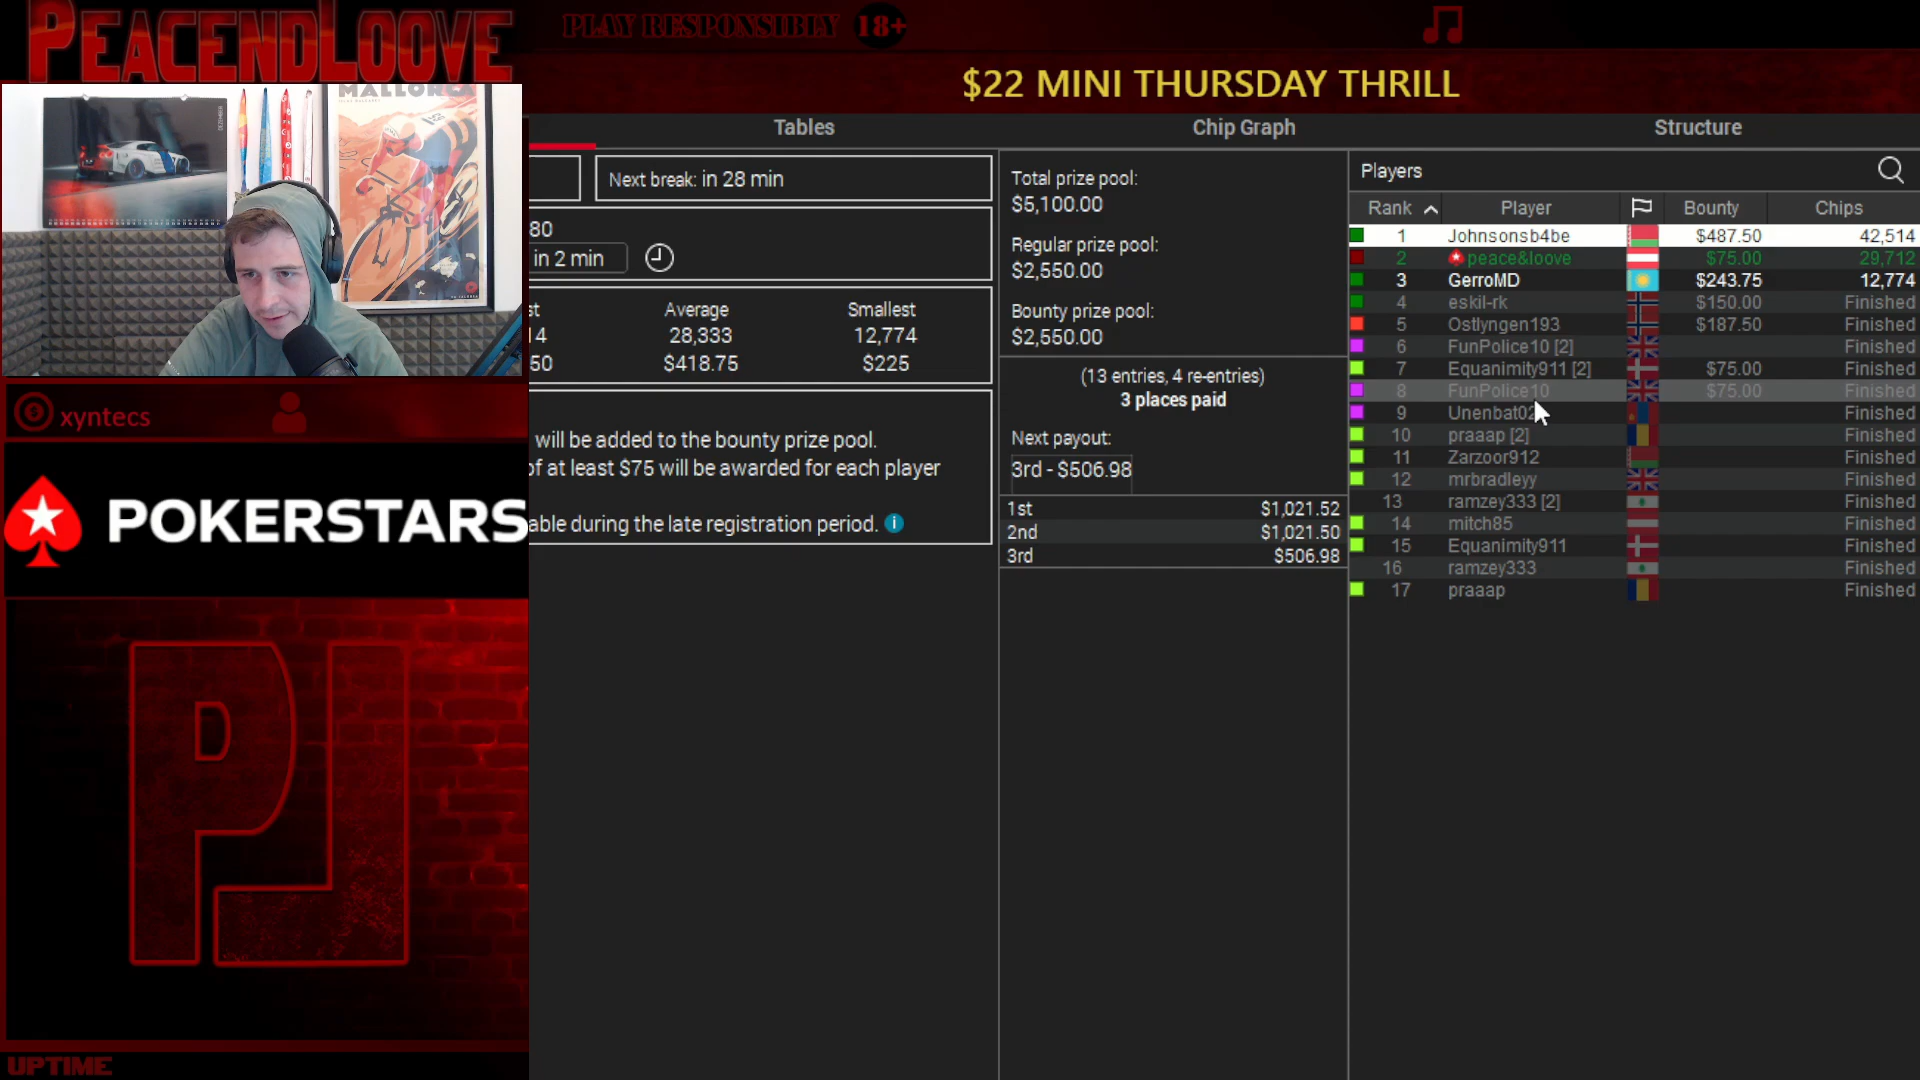 PEACENDLOOVE
PLAY RESPONSIBLY 18+
$22 MINI THURSDAY THRILL
MALLORCA
Tables
Chip Graph
Structure
Next break: in 28 min
80
in 2 min
st Average Smallest
14 28,333 12,774
50 $418.75 $225
will be added to the bounty prize pool.
of at least $75 will be awarded for each player
able during the late registration period. i
Total prize pool:
$5,100.00
Regular prize pool:
$2,550.00
Bounty prize pool:
$2,550.00
(13 entries, 4 re-entries)
3 places paid
Next payout:
3rd - $506.98
1st $1,021.52
2nd $1,021.50
3rd $506.98
Players
Rank Player Bounty Chips
1 Johnsonsb4be $487.50 42,514
2 peace&loove $75.00 29,712
3 GerroMD $243.75 12,774
4 eskil-rk $150.00 Finished
5 Ostlyngen193 $187.50 Finished
6 FunPolice10 [2] Finished
7 Equanimity911 [2] $75.00 Finished
8 FunPolice10 $75.00 Finished
9 Finished
10 praaap [2] Finished
11 Zarzoor912 Finished
12 mrbradleyy Finished
13 ramzey333 [2] Finished
14 mitch85 Finished
15 Equanimity911 Finished
16 ramzey333 Finished
17 praaap Finished
xyntecs
POKERSTARS
PL
UPTIME